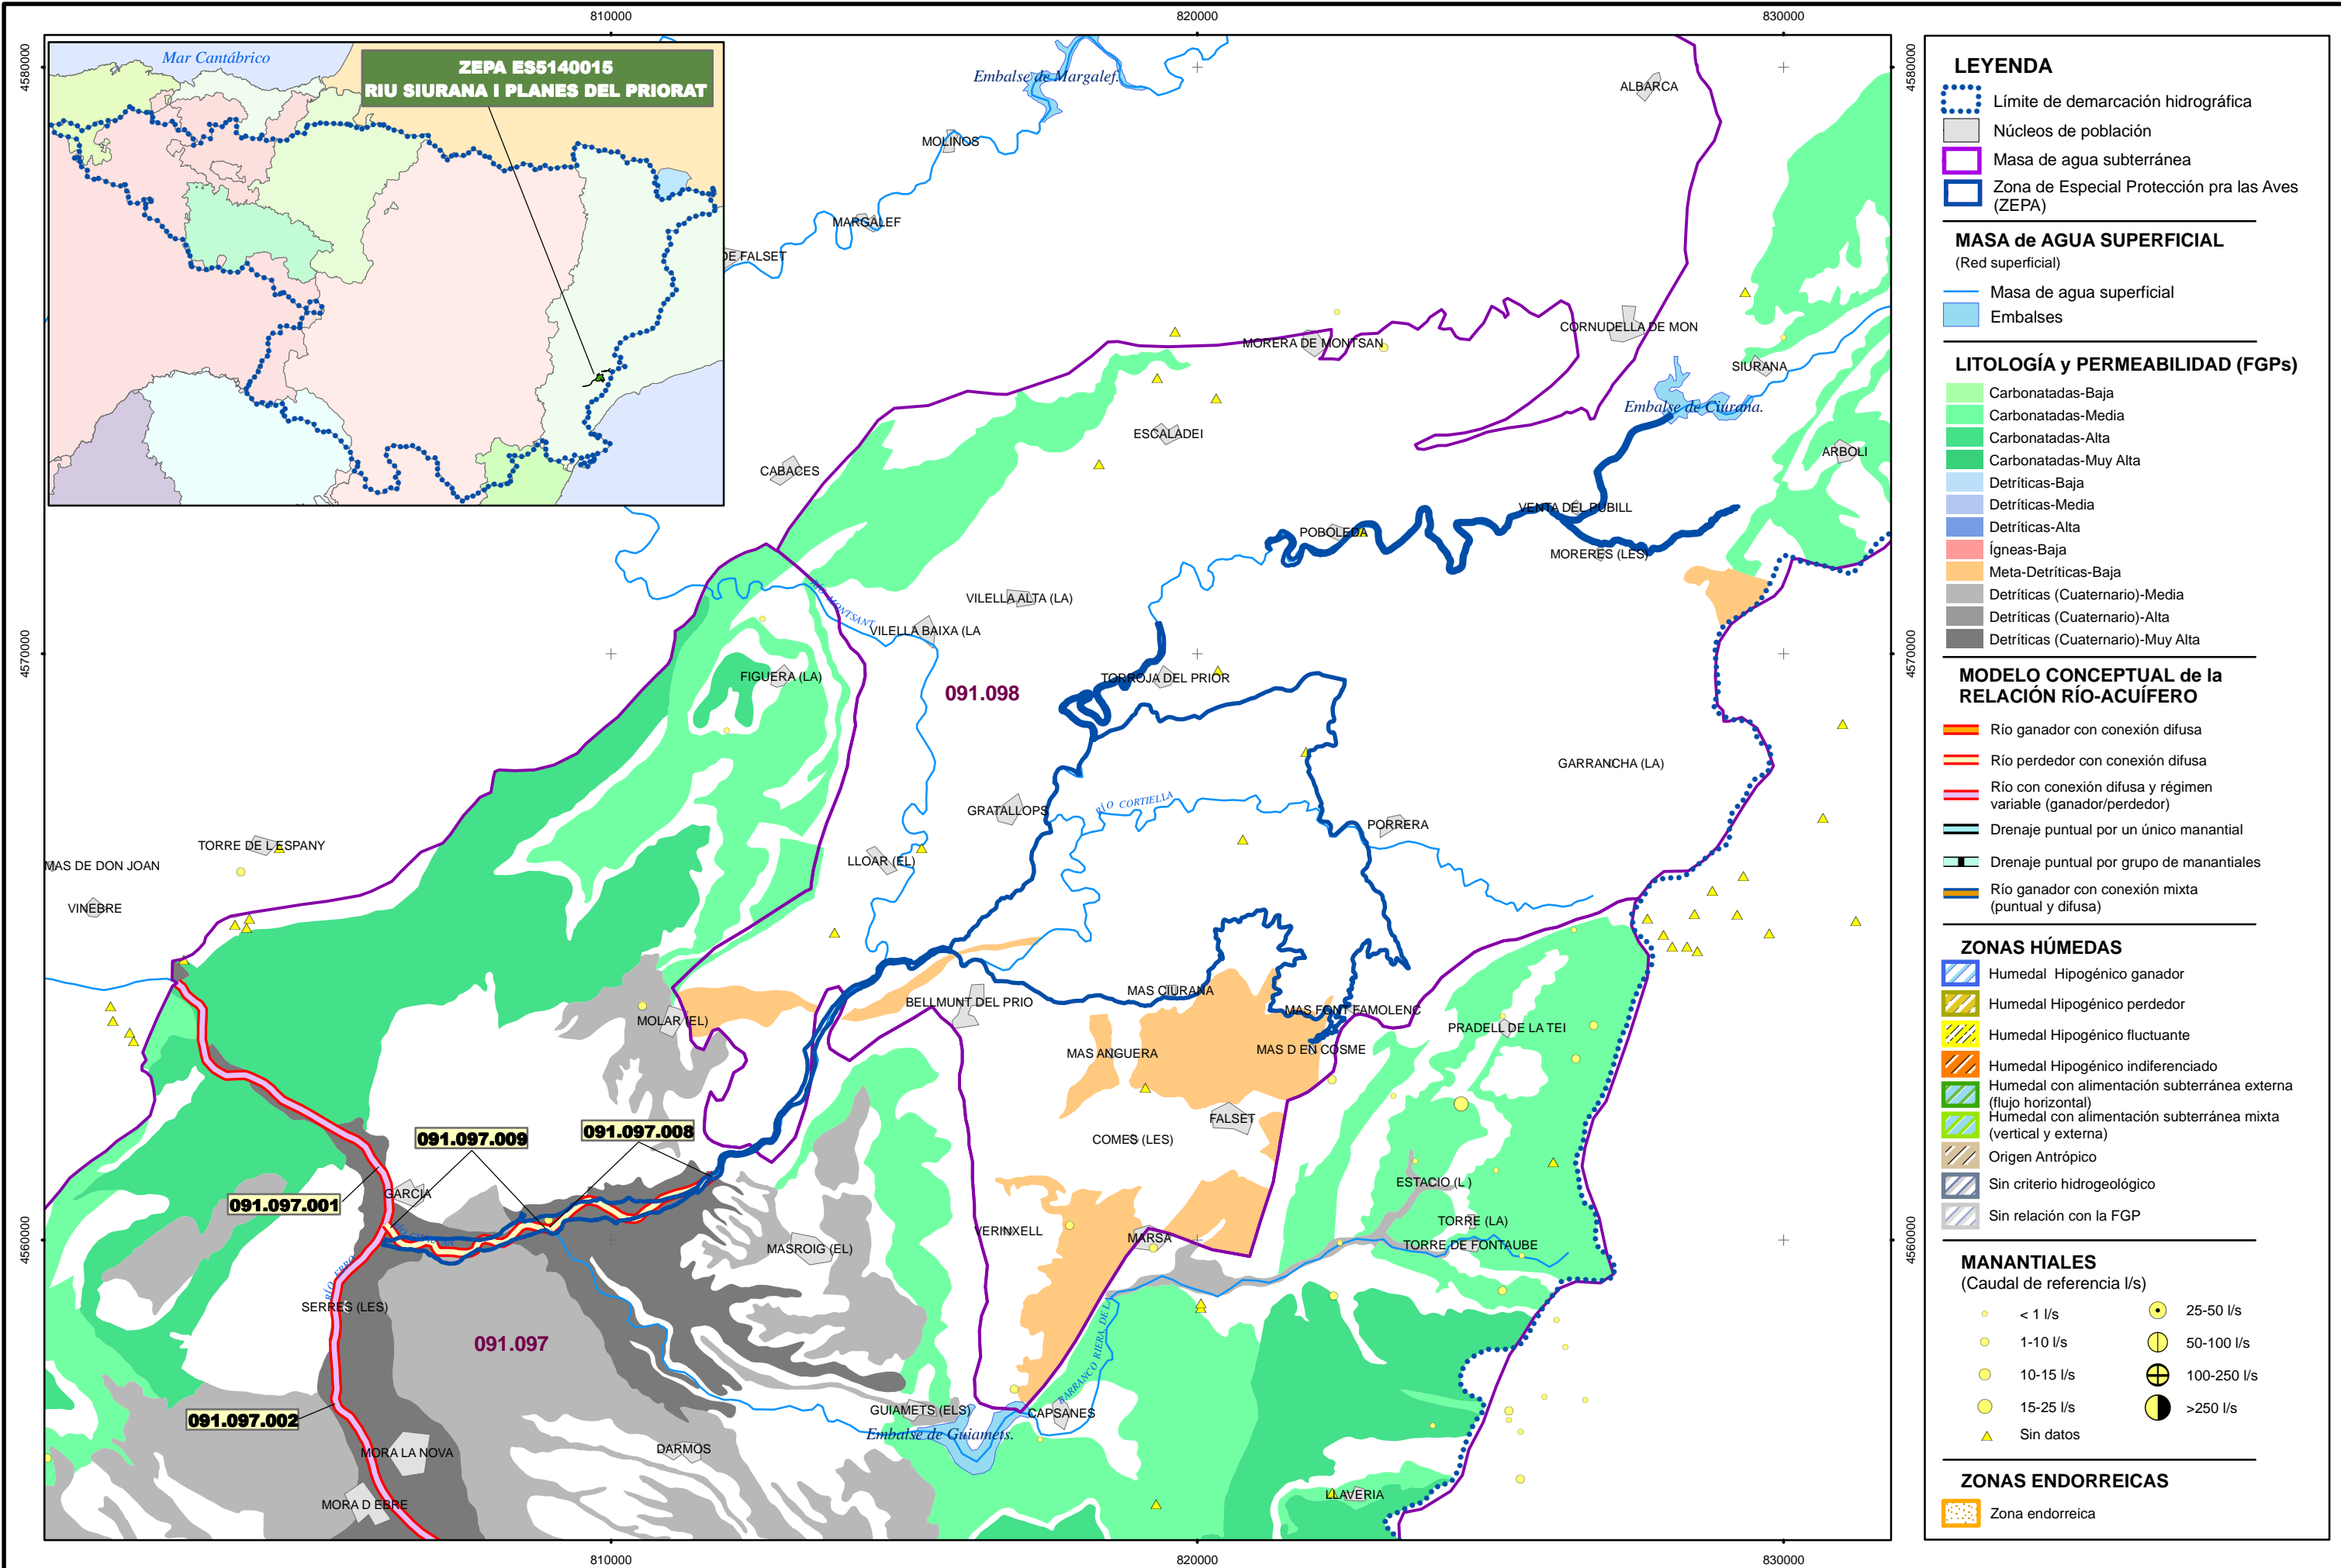 810000
820000
830000
4580000
4580000
Mar Cantábrico
ZEPA ES5140015
RIU SIURANA I PLANES DEL PRIORAT
Embalse de Margalef.
ALBARCA
MOLINOS
MARGALEF
DE FALSET
CORNUDELLA DE MON
MORERA DE MONTSAN
SIURANA
Embalse de Ciurana.
ESCALADEI
ARBOLI
CABACES
VENTA DEL PUBILL
POBOLEDA
MORERES (LES)
RÍO MONTSANT
VILELLA ALTA (LA)
VILELLA BAIXA (LA
4570000
4570000
FIGUERA (LA)
TORROJA DEL PRIOR
091.098
GARRANCHA (LA)
GRATALLOPS
RÍO CORTIELLA
PORRERA
TORRE DE L ESPANY
LLOAR (EL)
MAS DE DON JOAN
VINEBRE
MAS CIURANA
BELLMUNT DEL PRIO
MAS FONT FAMOLENC
MOLAR (EL)
PRADELL DE LA TEI
MAS ANGUERA
MAS D EN COSME
FALSET
091.097.009
091.097.008
COMES (LES)
ESTACIO (L )
GARCIA
091.097.001
TORRE (LA)
VERINXELL
MARSA
TORRE DE FONTAUBE
MASROIG (EL)
4560000
4560000
RÍO EBRO
SERRES (LES)
091.097
BARRANCO RIERA, DE L
GUIAMETS (ELS)
CAPSANES
091.097.002
Embalse de Guiamets.
MORA LA NOVA
DARMOS
MORA D EBRE
LLAVERIA
810000
820000
830000
LEYENDA
Límite de demarcación hidrográfica
Núcleos de población
Masa de agua subterránea
Zona de Especial Protección pra las Aves
(ZEPA)
MASA de AGUA SUPERFICIAL
(Red superficial)
Masa de agua superficial
Embalses
LITOLOGÍA y PERMEABILIDAD (FGPs)
Carbonatadas-Baja
Carbonatadas-Media
Carbonatadas-Alta
Carbonatadas-Muy Alta
Detríticas-Baja
Detríticas-Media
Detríticas-Alta
Ígneas-Baja
Meta-Detríticas-Baja
Detríticas (Cuaternario)-Media
Detríticas (Cuaternario)-Alta
Detríticas (Cuaternario)-Muy Alta
MODELO CONCEPTUAL de la
RELACIÓN RÍO-ACUÍFERO
Río ganador con conexión difusa
Río perdedor con conexión difusa
Río con conexión difusa y régimen
variable (ganador/perdedor)
Drenaje puntual por un único manantial
Drenaje puntual por grupo de manantiales
Río ganador con conexión mixta
(puntual y difusa)
ZONAS HÚMEDAS
Humedal Hipogénico ganador
Humedal Hipogénico perdedor
Humedal Hipogénico fluctuante
Humedal Hipogénico indiferenciado
Humedal con alimentación subterránea externa
(flujo horizontal)
Humedal con alimentación subterránea mixta
(vertical y externa)
Origen Antrópico
Sin criterio hidrogeológico
Sin relación con la FGP
MANANTIALES
(Caudal de referencia l/s)
< 1 l/s
1-10 l/s
10-15 l/s
15-25 l/s
Sin datos
25-50 l/s
50-100 l/s
100-250 l/s
>250 l/s
ZONAS ENDORREICAS
Zona endorreica